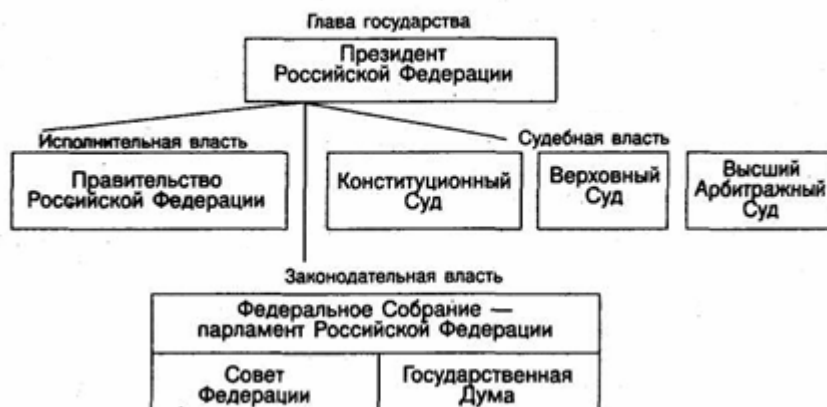 Глава государства
Президент
Российской Федерации
Исполнительная власть
Судебная власть
Правительство
Российской Федерации
Конституционный
Суд
Верховный
Суд
Высший
Арбитражный
Суд
Законодательная власть
Федеральное Собрание —
парламент Российской Федерации
Совет
Федерации
Государственная
Дума